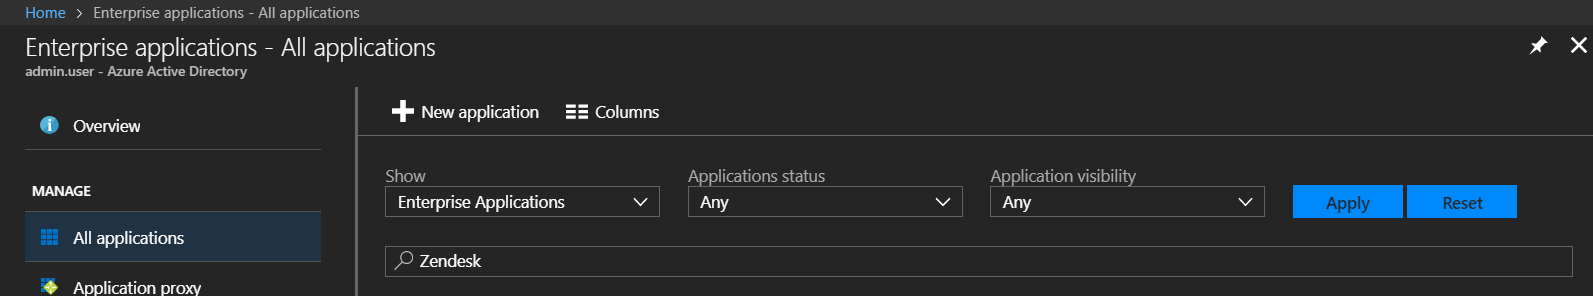 Home > Enterprise applications - All applications
Enterprise applications - All applications
admin.user - Azure Active Directory
Overview
MANAGE
All applications
Application proxy
New application Columns
Show Applications status Application visibility
Enterprise Applications Any Any Apply Reset
Zendesk